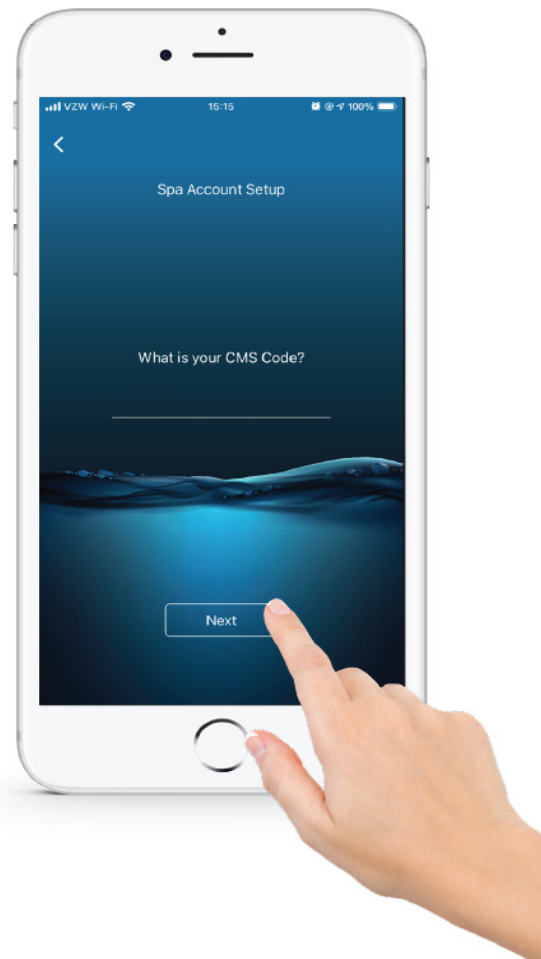 VZW Wi-Fi 15:15 100%
Spa Account Setup
What is your CMS Code?
Next